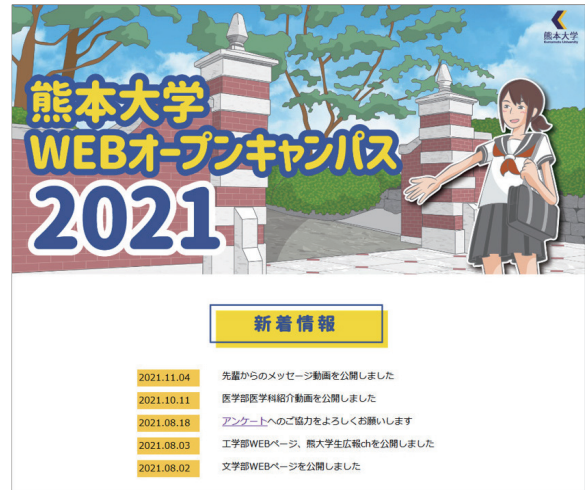 熊本大学
Kumamoto University
熊本大学
WEBオープンキャンパス
2021
新着情報
2021.11.04 先輩からのメッセージ動画を公開しました
2021.10.11 医学部医学科紹介動画を公開しました
2021.08.18 アンケートへのご協力をよろしくお願いします
2021.08.03 工学部WEBページ、熊大学生広報chを公開しました
2021.08.02 文学部WEBページを公開しました